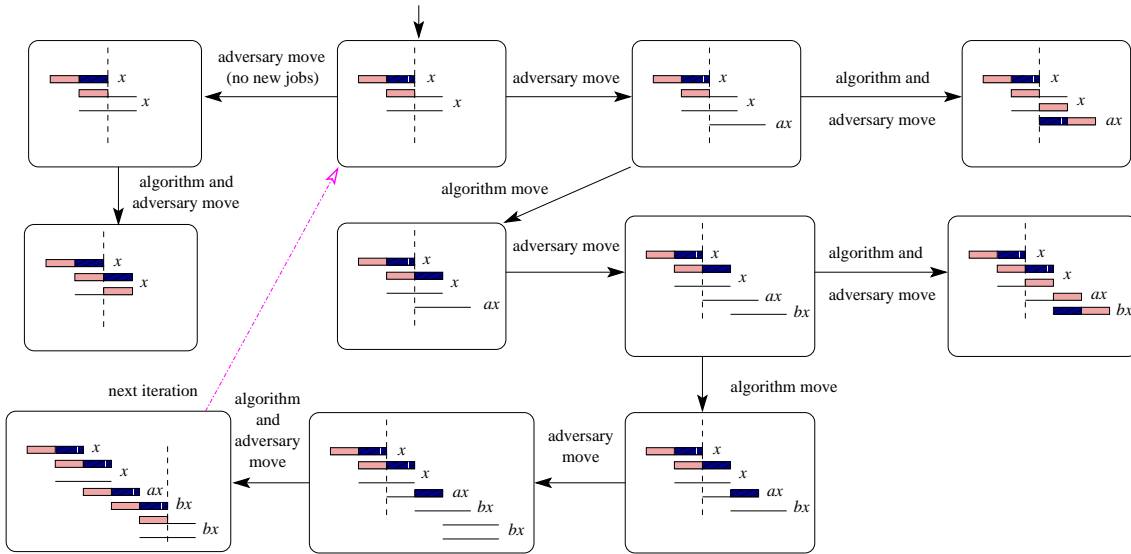 adversary move
(no new jobs)
x
x
x
x
adversary move
x
x
ax
algorithm and
adversary move
x
x
ax
algorithm and
adversary move
algorithm move
x
x
adversary move
x
x
ax
x
x
ax
bx
algorithm and
adversary move
x
x
ax
bx
next iteration
algorithm move
algorithm
and
adversary
move
x
x
ax
bx
bx
x
x
ax
bx
bx
adversary
move
x
x
ax
bx